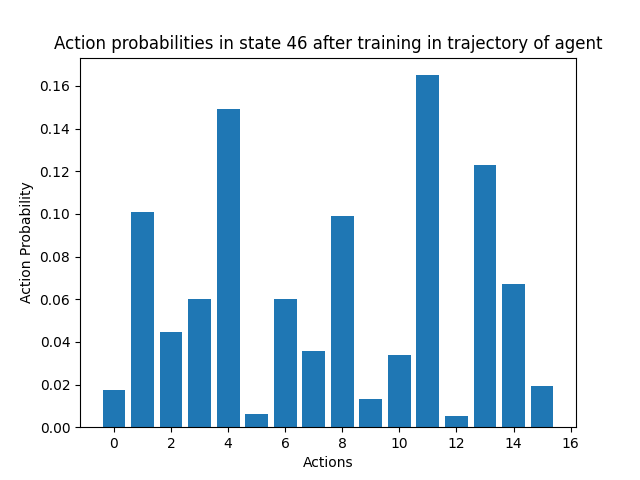 Action probabilities in state 46 after training in trajectory of agent
0.16
0.14
0.12
0.10
0.08
0.06
0.04
0.02
0.00
Action Probability
0 2 4 6 8 10 12 14 16
Actions